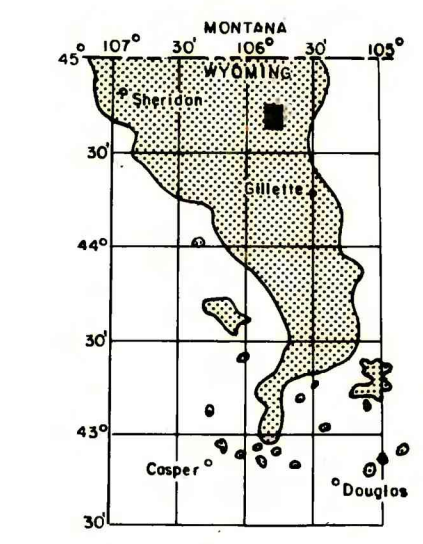 MONTANA
107° 30' 106° 30' 105°
45° WYOMING
Sheridan
30'
Gillette
44°
30'
43°
Casper
Douglas
30'